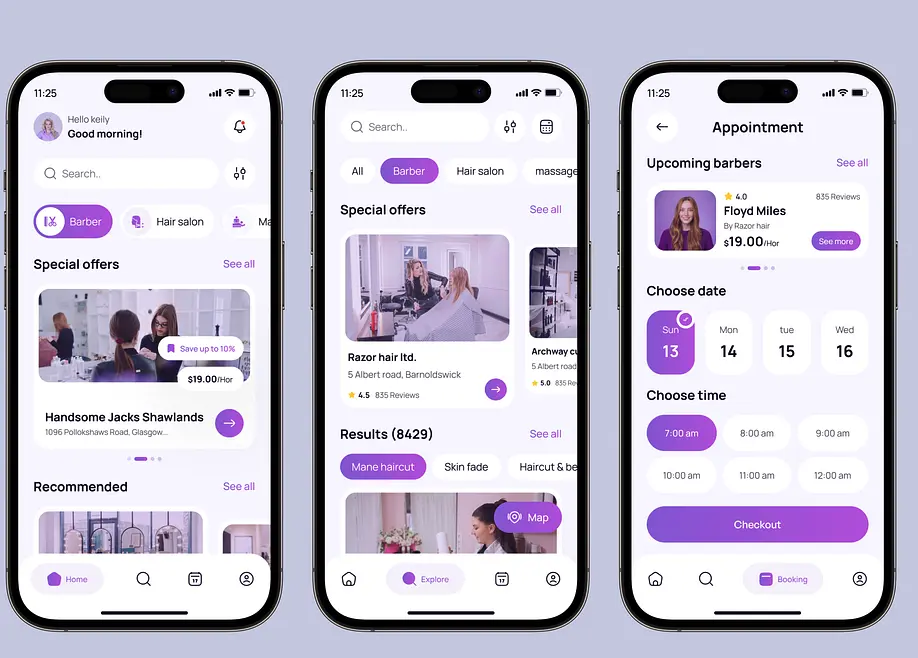 11:25
Hello keily
Good morning!
Search..
Barber
Hair salon
Ma
Special offers
See all
Save up to 10%
$19.00/Hor
Handsome Jacks Shawlands
1096 Pollokshaws Road, Glasgow...
Recommended
See all
Home
17
11:25
Search..
All
Barber
Hair salon
massage
Special offers
See all
Razor hair ltd.
5 Albert road, Barnoldswick
4.5
835 Reviews
Archway cu
5 Albert road
5.0
835 Re
Results (8429)
See all
Mane haircut
Skin fade
Haircut & be
Map
Explore
17
11:25
Appointment
Upcoming barbers
See all
4.0
835 Reviews
Floyd Miles
By Razor hair
$19.00/Hor
See more
Choose date
Sun
13
Mon
14
tue
15
Wed
16
Choose time
7:00 am
8:00 am
9:00 am
10:00 am
11:00 am
12:00 am
Checkout
Booking